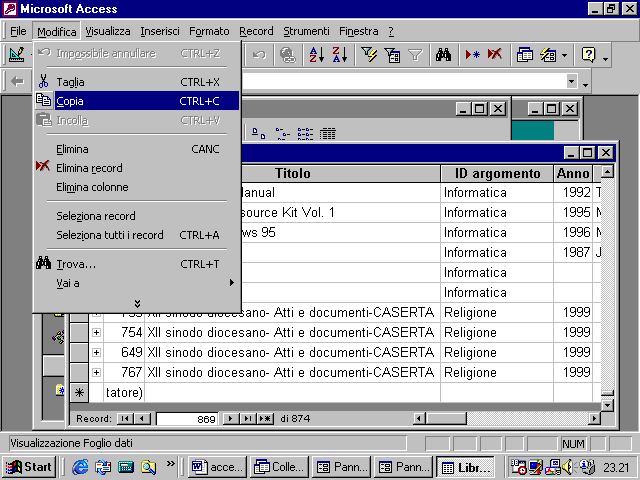 Microsoft Access
File Modifica Visualizza Inserisci Formato Record Strumenti Finestra ?
Impossibile annullare CTRL+Z
Taglia CTRL+X
Copia CTRL+C
Incolla CTRL+V
Elimina CANC
Elimina record
Elimina colonne
Seleziona record
Seleziona tutti i record CTRL+A
Trova... CTRL+T
Vai a
Titolo ID argomento Anno
anual Informatica 1992 T
source Kit Vol. 1 Informatica 1995 M
ws 95 Informatica 1996 M
Informatica 1987 J
Informatica
Informatica
XII sinodo diocesano- Atti e documenti-CASERTA Religione 1999
754 XII sinodo diocesano- Atti e documenti-CASERTA Religione 1999
649 XII sinodo diocesano- Atti e documenti-CASERTA Religione 1999
767 XII sinodo diocesano- Atti e documenti-CASERTA Religione 1999
tatore)
Record: 869 di 874
Visualizzazione Foglio dati NUM
Start acce... Colle... Pann... Pann... Libr... 23.21